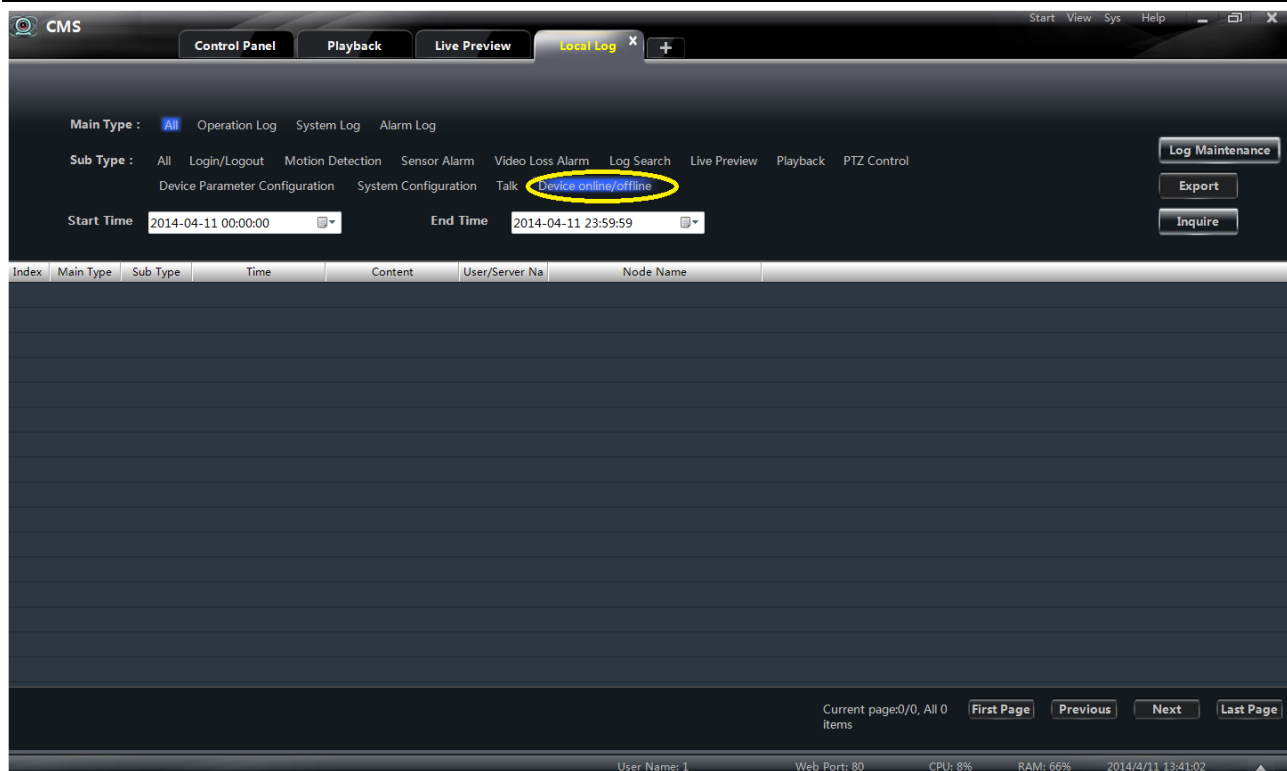 CMS
Start View Sys Help
Control Panel Playback Live Preview Local Log X +
Main Type : All Operation Log System Log Alarm Log
Sub Type : All Login/Logout Motion Detection Sensor Alarm Video Loss Alarm Log Search Live Preview Playback PTZ Control
Device Parameter Configuration System Configuration Talk Device online/offline
Log Maintenance
Export
Start Time 2014-04-11 00:00:00 End Time 2014-04-11 23:59:59 Inquire
Index Main Type Sub Type Time Content User/Server Na Node Name
Current page:0/0, All 0
items
First Page Previous Next Last Page
User Name: 1 Web Port: 80 CPU: 8% RAM: 66% 2014/4/11 13:41:02